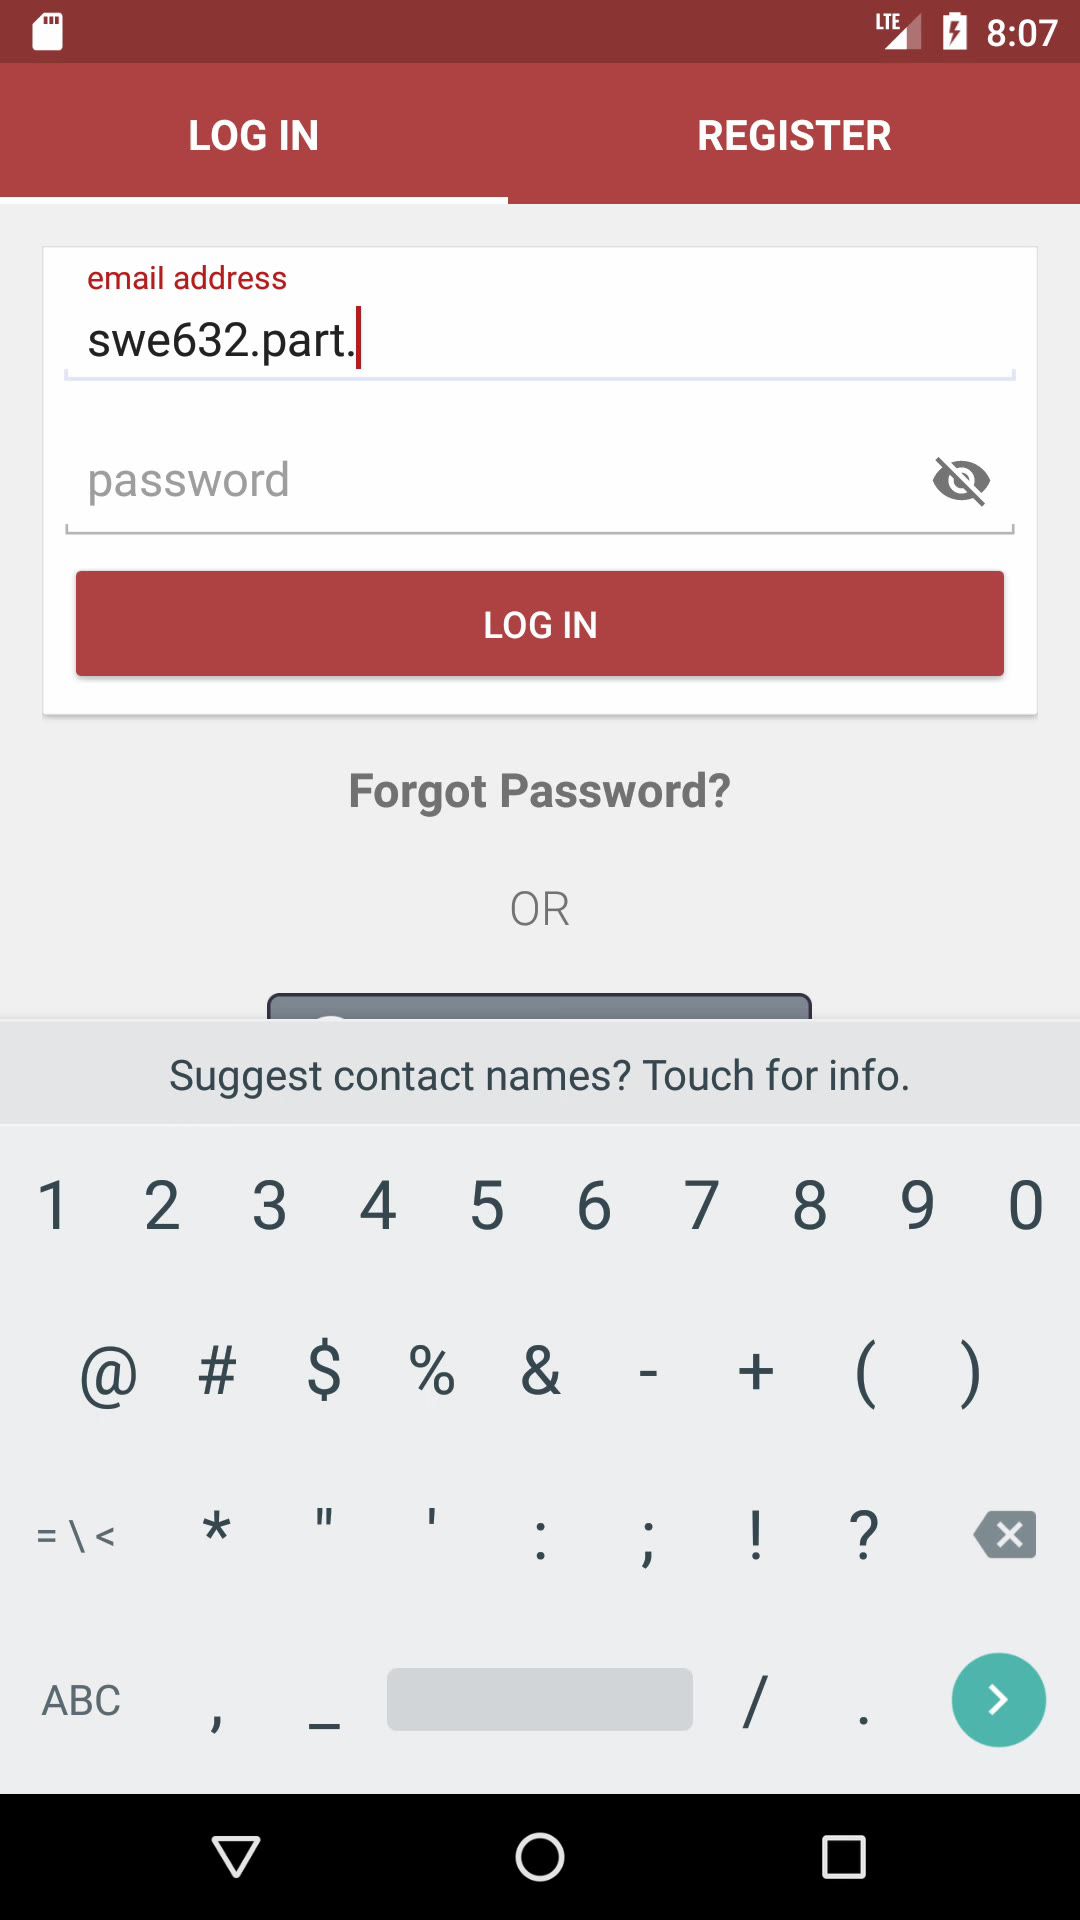 LTE 8:07
LOG IN REGISTER
email address
swe632.part.
password
LOG IN
Forgot Password?
OR
Suggest contact names? Touch for info.
1 2 3 4 5 6 7 8 9 0
@ # $ % & - + ( )
= \ < * " ' : ; ! ?
ABC , _ / .